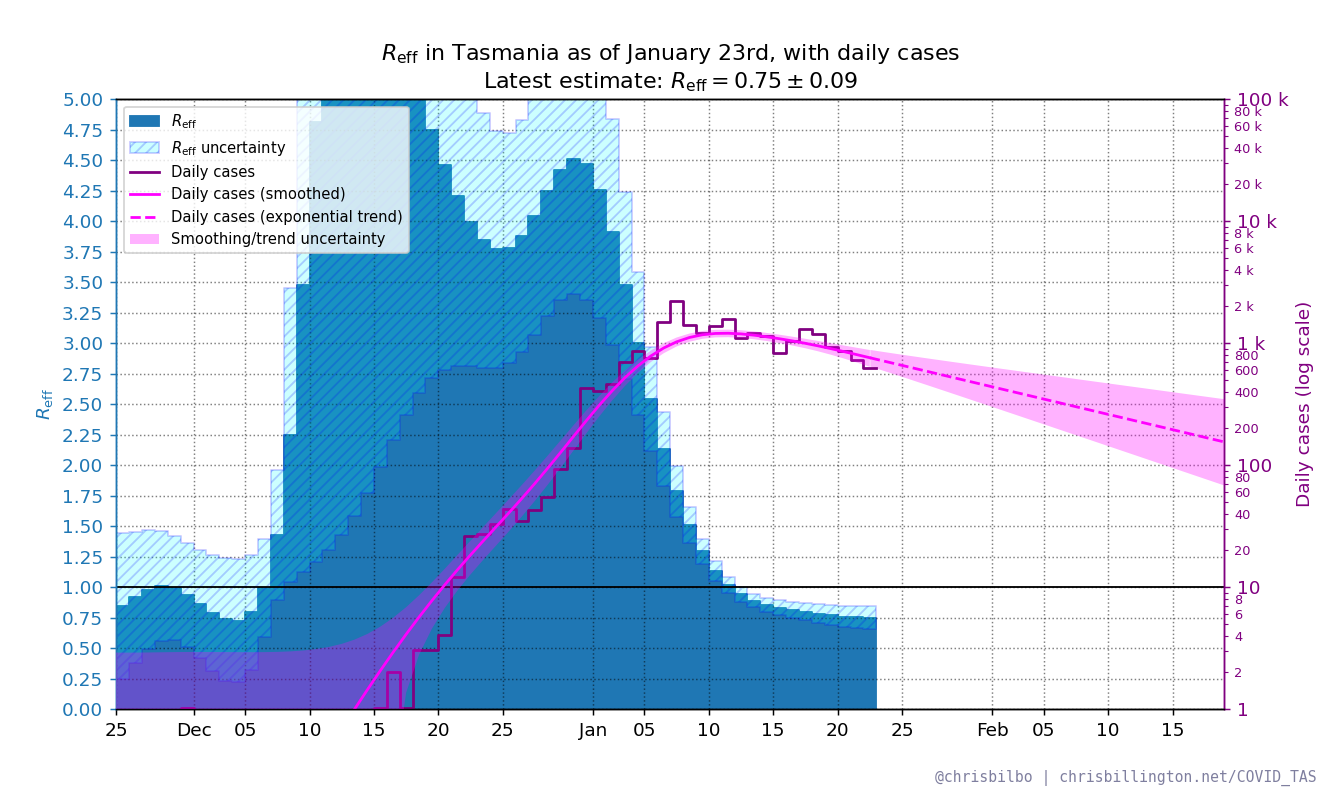 R_eff in Tasmania as of January 23rd, with daily cases
Latest estimate: R_eff = 0.75 ± 0.09
R_eff
R_eff uncertainty
Daily cases
Daily cases (smoothed)
Daily cases (exponential trend)
Smoothing/trend uncertainty
5.00
4.75
4.50
4.25
4.00
3.75
3.50
3.25
3.00
2.75
2.50
2.25
2.00
1.75
1.50
1.25
1.00
0.75
0.50
0.25
0.00
R_eff
100 k
80 k
60 k
40 k
20 k
10 k
8 k
6 k
4 k
2 k
1 k
800
600
400
200
100
80
60
40
20
10
8
6
4
2
1
Daily cases (log scale)
25 Dec 05 10 15 20 25 Jan 05 10 15 20 25 Feb 05 10 15
@chrisbilbo | chrisbillington.net/COVID_TAS